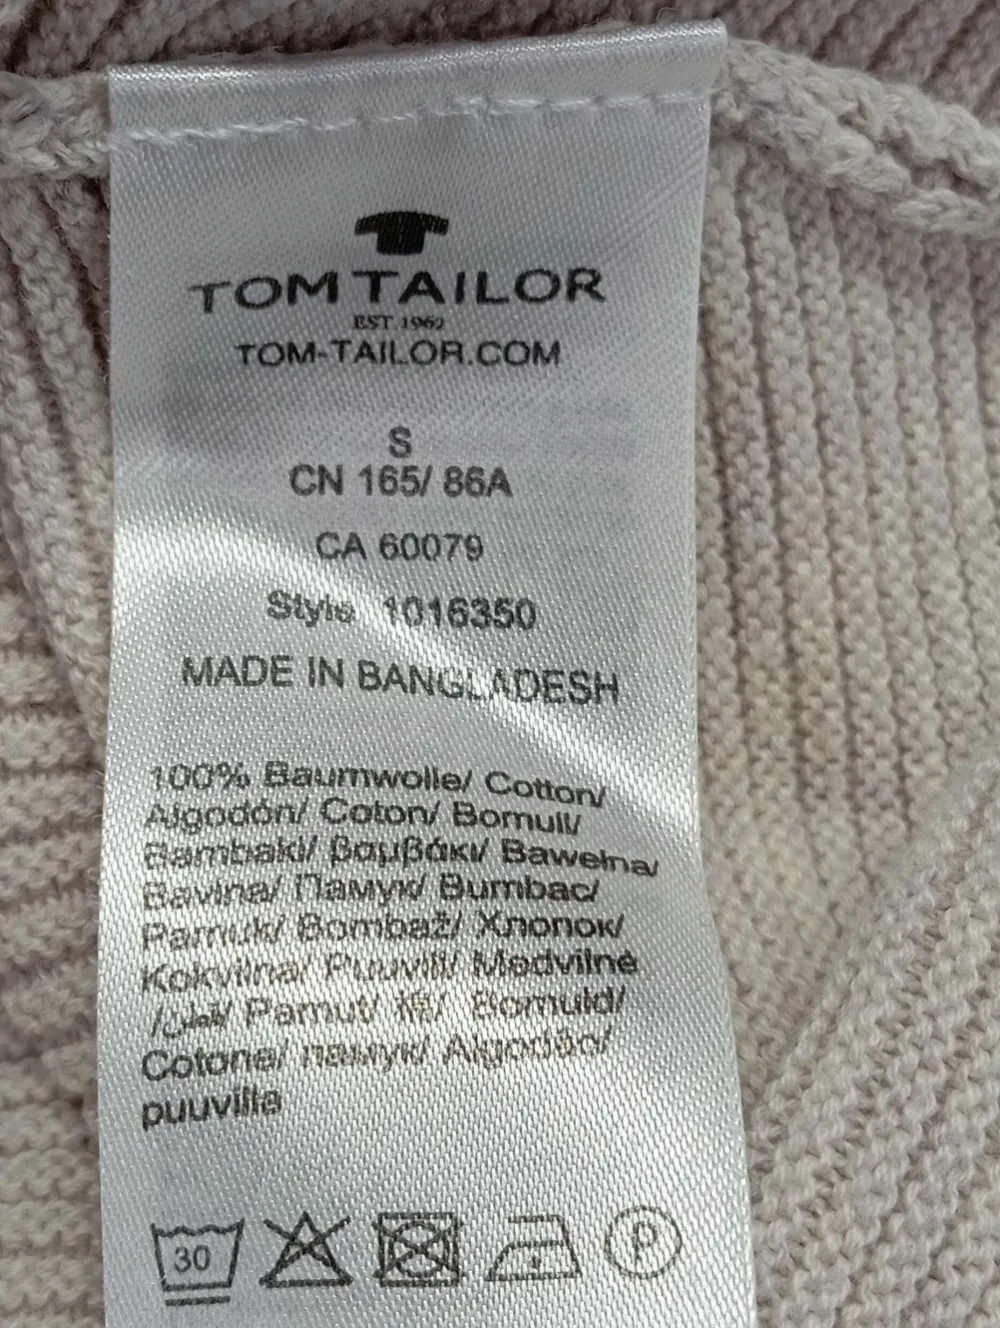 TOM TAILOR
EST. 1962
TOM-TAILOR.COM
S
CN 165/ 86A
CA 60079
Style 1016350
MADE IN BANGLADESH
100% Baumwolle/ Cotton/
Algodón/ Coton/ Bomull/
Bambaki/ βαμβάκι/ Bawełna/
Bavlna/ Памук/ Bumbac/
Pamuk/ Bombaž/ Хлопок/
Kokvilna/ Puuvill/ Medvilnė
/قطن/ Pamut/ 棉/ Bomuld/
Cotone/ памук/ Algodão/
puuvilla
30
P